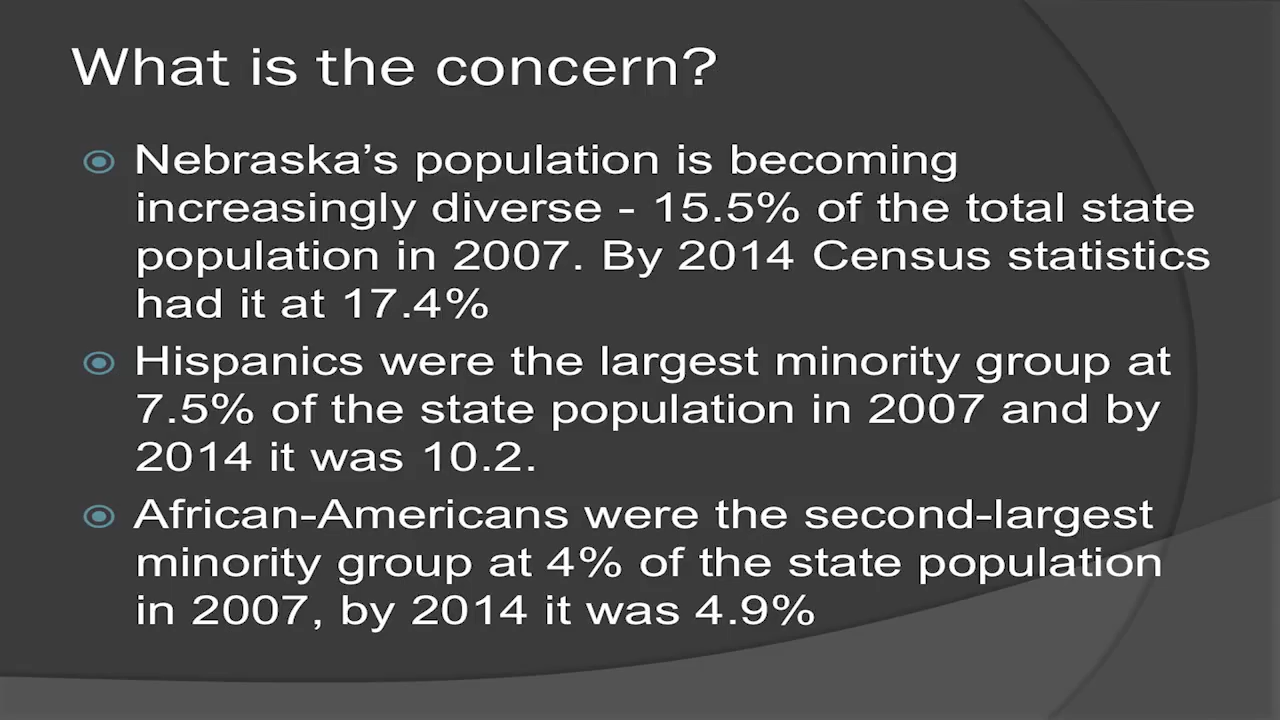 What is the concern?
Nebraska’s population is becoming
increasingly diverse - 15.5% of the total state
population in 2007. By 2014 Census statistics
had it at 17.4%
Hispanics were the largest minority group at
7.5% of the state population in 2007 and by
2014 it was 10.2.
African-Americans were the second-largest
minority group at 4% of the state population
in 2007, by 2014 it was 4.9%